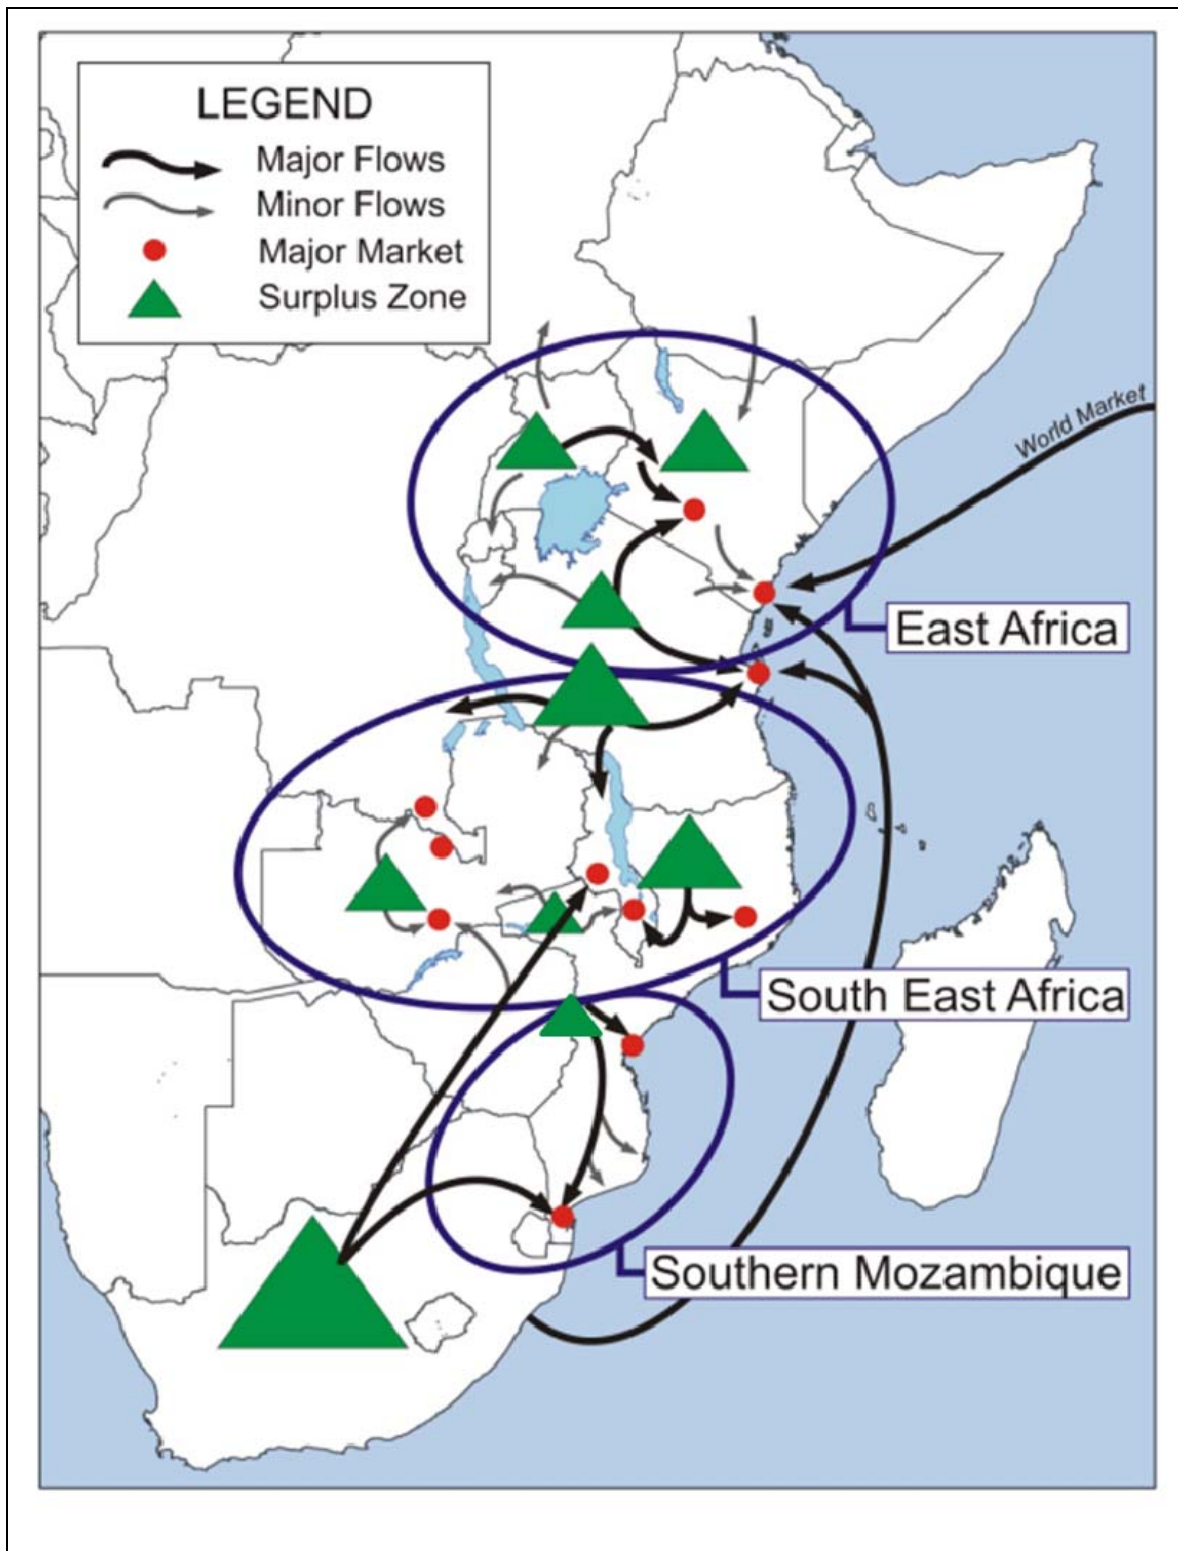 LEGEND
Major Flows
Minor Flows
Major Market
Surplus Zone
World Market
East Africa
South East Africa
Southern Mozambique